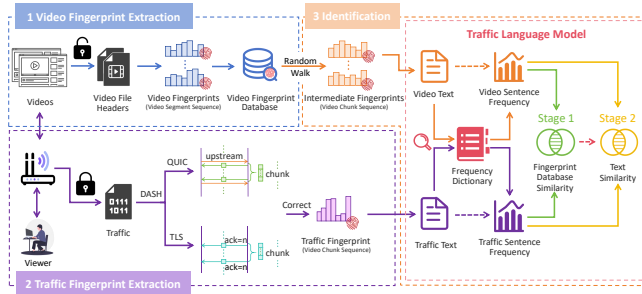 1 Video Fingerprint Extraction
3 Identification
Traffic Language Model
Videos
Video File
Headers
Video Fingerprints
(Video Segment Sequence)
Video Fingerprint
Database
Random
Walk
Intermediate Fingerprints
(Video Chunk Sequence)
Video Text
Video Sentence
Frequency
Stage 1
Stage 2
Frequency
Dictionary
Fingerprint
Database
Similarity
Text
Similarity
Viewer
0111
1011
Traffic
DASH
QUIC
upstream
chunk
TLS
ack=n
ack=n
chunk
Correct
Traffic Fingerprint
(Video Chunk Sequence)
Traffic Text
Traffic Sentence
Frequency
2 Traffic Fingerprint Extraction